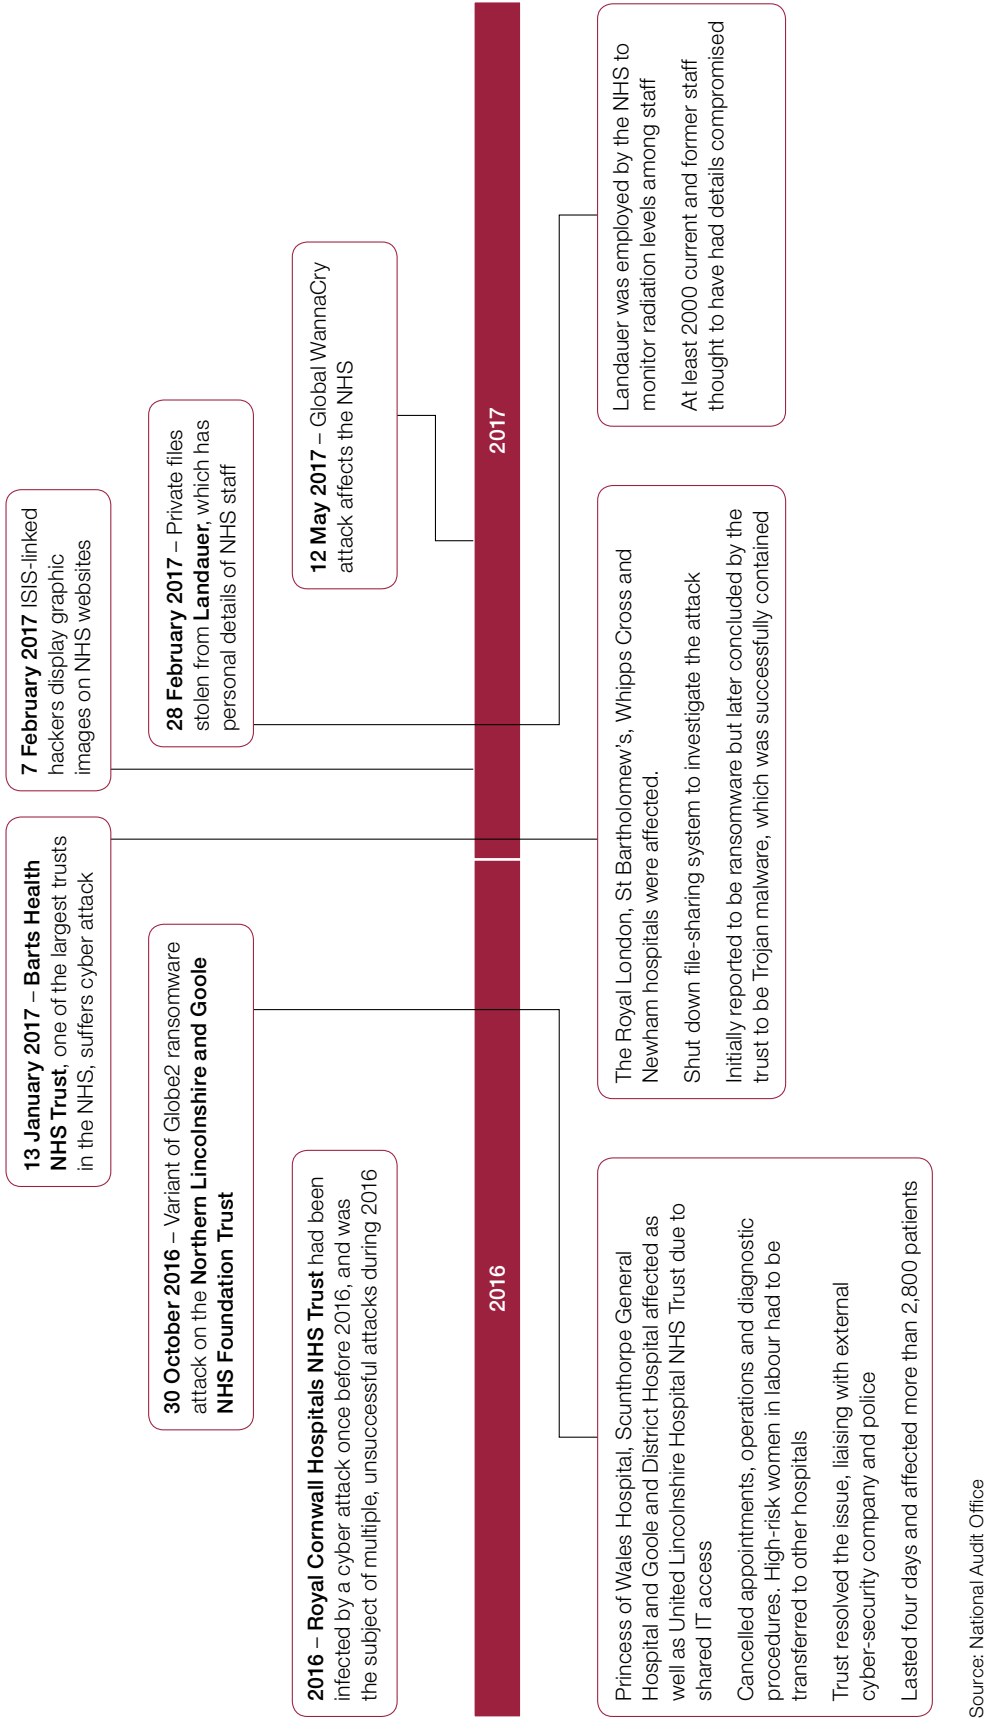 7 February 2017 ISIS-linked
hackers display graphic
images on NHS websites
13 January 2017 – Barts Health
NHS Trust, one of the largest trusts
in the NHS, suffers cyber attack
28 February 2017 – Private files
stolen from Landauer, which has
personal details of NHS staff
30 October 2016 – Variant of Globe2 ransomware
attack on the Northern Lincolnshire and Goole
NHS Foundation Trust
12 May 2017 – Global WannaCry
attack affects the NHS
2016 – Royal Cornwall Hospitals NHS Trust had been
infected by a cyber attack once before 2016, and was
the subject of multiple, unsuccessful attacks during 2016
2016
2017
Princess of Wales Hospital, Scunthorpe General
Hospital and Goole and District Hospital affected as
well as United Lincolnshire Hospital NHS Trust due to
shared IT access
Cancelled appointments, operations and diagnostic
procedures. High-risk women in labour had to be
transferred to other hospitals
Trust resolved the issue, liaising with external
cyber-security company and police
Lasted four days and affected more than 2,800 patients
The Royal London, St Bartholomew's, Whipps Cross and
Newham hospitals were affected.
Shut down file-sharing system to investigate the attack
Initially reported to be ransomware but later concluded by the
trust to be Trojan malware, which was successfully contained
Landauer was employed by the NHS to
monitor radiation levels among staff
At least 2000 current and former staff
thought to have had details compromised
Source: National Audit Office